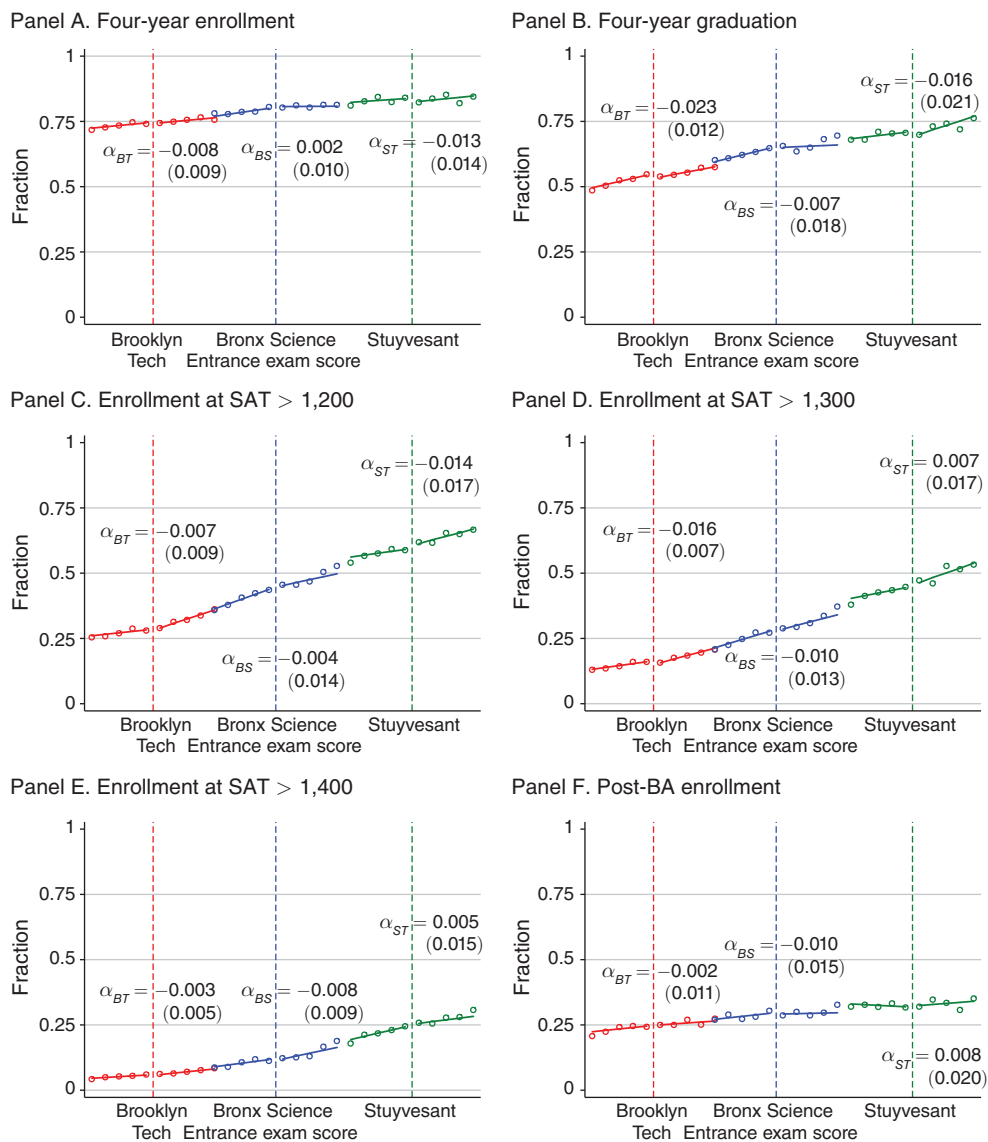 Panel A. Four-year enrollment
1
0.75
0.5
0.25
0
Fraction
α_BT = −0.008
(0.009)
α_BS = 0.002
(0.010)
α_ST = −0.013
(0.014)
Brooklyn Bronx Science Stuyvesant
Tech Entrance exam score
Panel B. Four-year graduation
1
0.75
0.5
0.25
0
Fraction
α_BT = −0.023
(0.012)
α_BS = −0.007
(0.018)
α_ST = −0.016
(0.021)
Brooklyn Bronx Science Stuyvesant
Tech Entrance exam score
Panel C. Enrollment at SAT > 1,200
1
0.75
0.5
0.25
0
Fraction
α_BT = −0.007
(0.009)
α_BS = −0.004
(0.014)
α_ST = −0.014
(0.017)
Brooklyn Bronx Science Stuyvesant
Tech Entrance exam score
Panel D. Enrollment at SAT > 1,300
1
0.75
0.5
0.25
0
Fraction
α_BT = −0.016
(0.007)
α_BS = −0.010
(0.013)
α_ST = 0.007
(0.017)
Brooklyn Bronx Science Stuyvesant
Tech Entrance exam score
Panel E. Enrollment at SAT > 1,400
1
0.75
0.5
0.25
0
Fraction
α_BT = −0.003
(0.005)
α_BS = −0.008
(0.009)
α_ST = 0.005
(0.015)
Brooklyn Bronx Science Stuyvesant
Tech Entrance exam score
Panel F. Post-BA enrollment
1
0.75
0.5
0.25
0
Fraction
α_BT = −0.002
(0.011)
α_BS = −0.010
(0.015)
α_ST = 0.008
(0.020)
Brooklyn Bronx Science Stuyvesant
Tech Entrance exam score